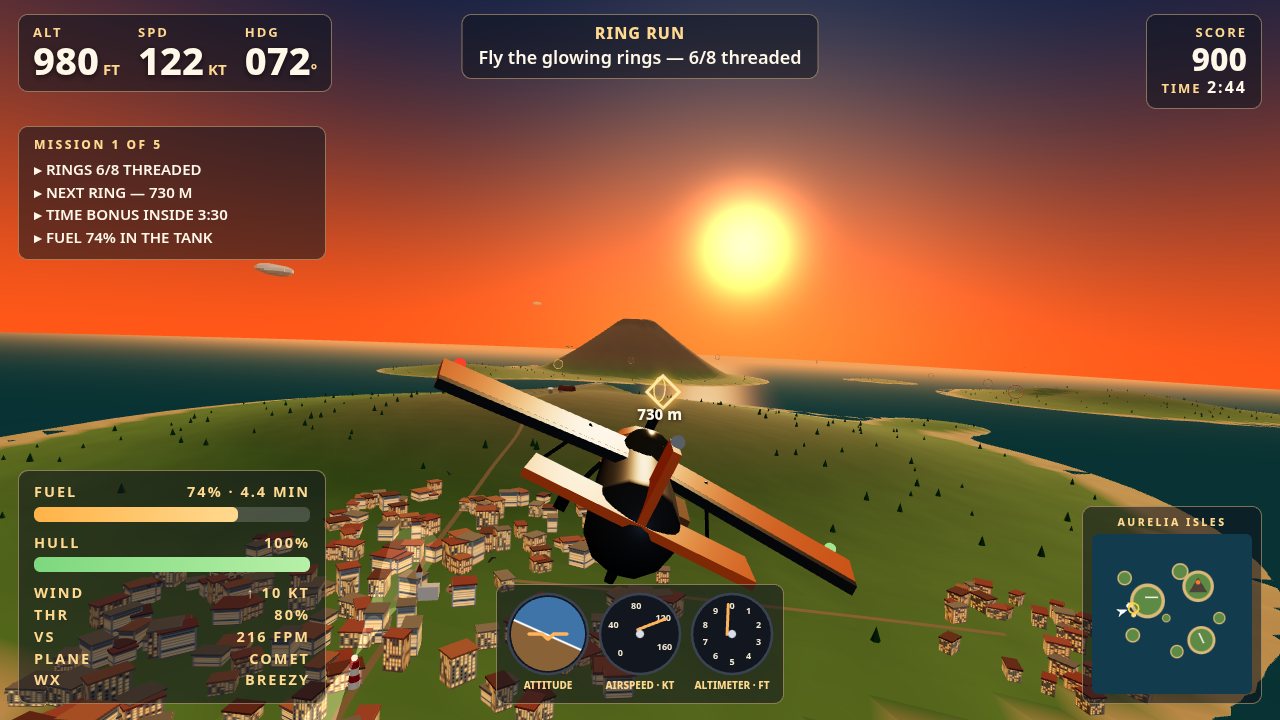 ALT SPD HDG
980 FT 122 KT 072°
RING RUN
Fly the glowing rings — 6/8 threaded
SCORE
900
TIME 2:44
MISSION 1 OF 5
▸ RINGS 6/8 THREADED
▸ NEXT RING — 730 M
▸ TIME BONUS INSIDE 3:30
▸ FUEL 74% IN THE TANK
730 m
FUEL 74% · 4.4 MIN
HULL 100%
WIND ↑ 10 KT
THR 80%
VS 216 FPM
PLANE COMET
WX BREEZY
0 40 80 120 160
0 1 2 3 4 5 6 7 8 9
ATTITUDE AIRSPEED · KT ALTIMETER · FT
AURELIA ISLES